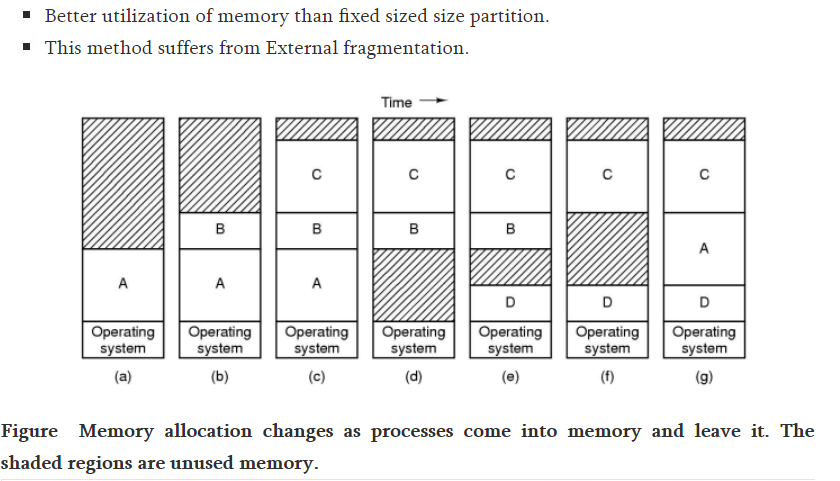 ▪ Better utilization of memory than fixed sized size partition.
▪ This method suffers from External fragmentation.
Time
C C C C C
B B B B
A
A A A
D D D
Operating system Operating system Operating system Operating system Operating system Operating system Operating system
(a) (b) (c) (d) (e) (f) (g)
Figure Memory allocation changes as processes come into memory and leave it. The
shaded regions are unused memory.